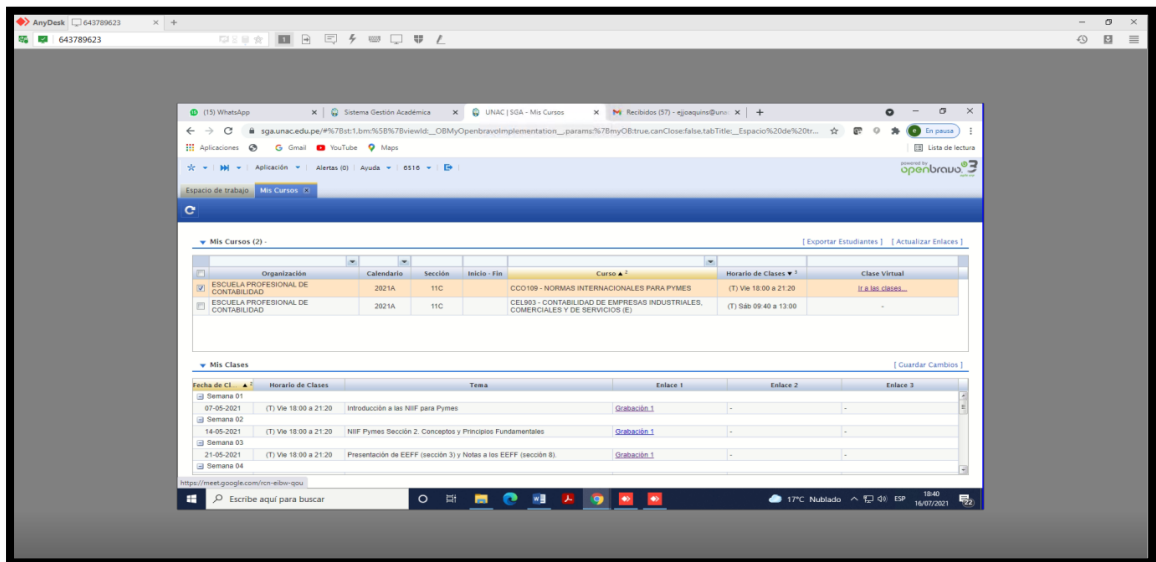 AnyDesk 643789623
643789623
(15) WhatsApp Sistema Gestión Académica UNAC | SGA - Mis Cursos Recibidos (57) - ejjoaquins@una
sga.unac.edu.pe/#%7Bst:1,bm:%5B%7BviewId:_OBMyOpenbravoImplementation_,params:%7BmyOB:true,canClose:false,tabTitle:_Espacio%20de%20tr... En pausa
Aplicaciones Gmail YouTube Maps Lista de lectura
Aplicación Alertas (0) Ayuda 6516
powered by openbravo 3
Espacio de trabajo Mis Cursos
Mis Cursos (2) - [ Exportar Estudiantes ] [ Actualizar Enlaces ]
Organización Calendario Sección Inicio - Fin Curso 2 Horario de Clases 3 Clase Virtual
ESCUELA PROFESIONAL DE CONTABILIDAD 2021A 11C CCO109 - NORMAS INTERNACIONALES PARA PYMES (T) Vie 18:00 a 21:20 Ir a las clases...
ESCUELA PROFESIONAL DE CONTABILIDAD 2021A 11C CEL903 - CONTABILIDAD DE EMPRESAS INDUSTRIALES, COMERCIALES Y DE SERVICIOS (E) (T) Sáb 09:40 a 13:00 -
Mis Clases [ Guardar Cambios ]
Fecha de Cl... 2 Horario de Clases Tema Enlace 1 Enlace 2 Enlace 3
Semana 01
07-05-2021 (T) Vie 18:00 a 21:20 Introducción a las NIIF para Pymes Grabación 1 - -
Semana 02
14-05-2021 (T) Vie 18:00 a 21:20 NIIF Pymes Sección 2. Conceptos y Principios Fundamentales Grabación 1 - -
Semana 03
21-05-2021 (T) Vie 18:00 a 21:20 Presentación de EEFF (sección 3) y Notas a los EEFF (sección 8). Grabación 1 - -
Semana 04
https://meet.google.com/rcn-eibw-qou
Escribe aquí para buscar 17°C Nublado ESP 18:40
16/07/2021 22